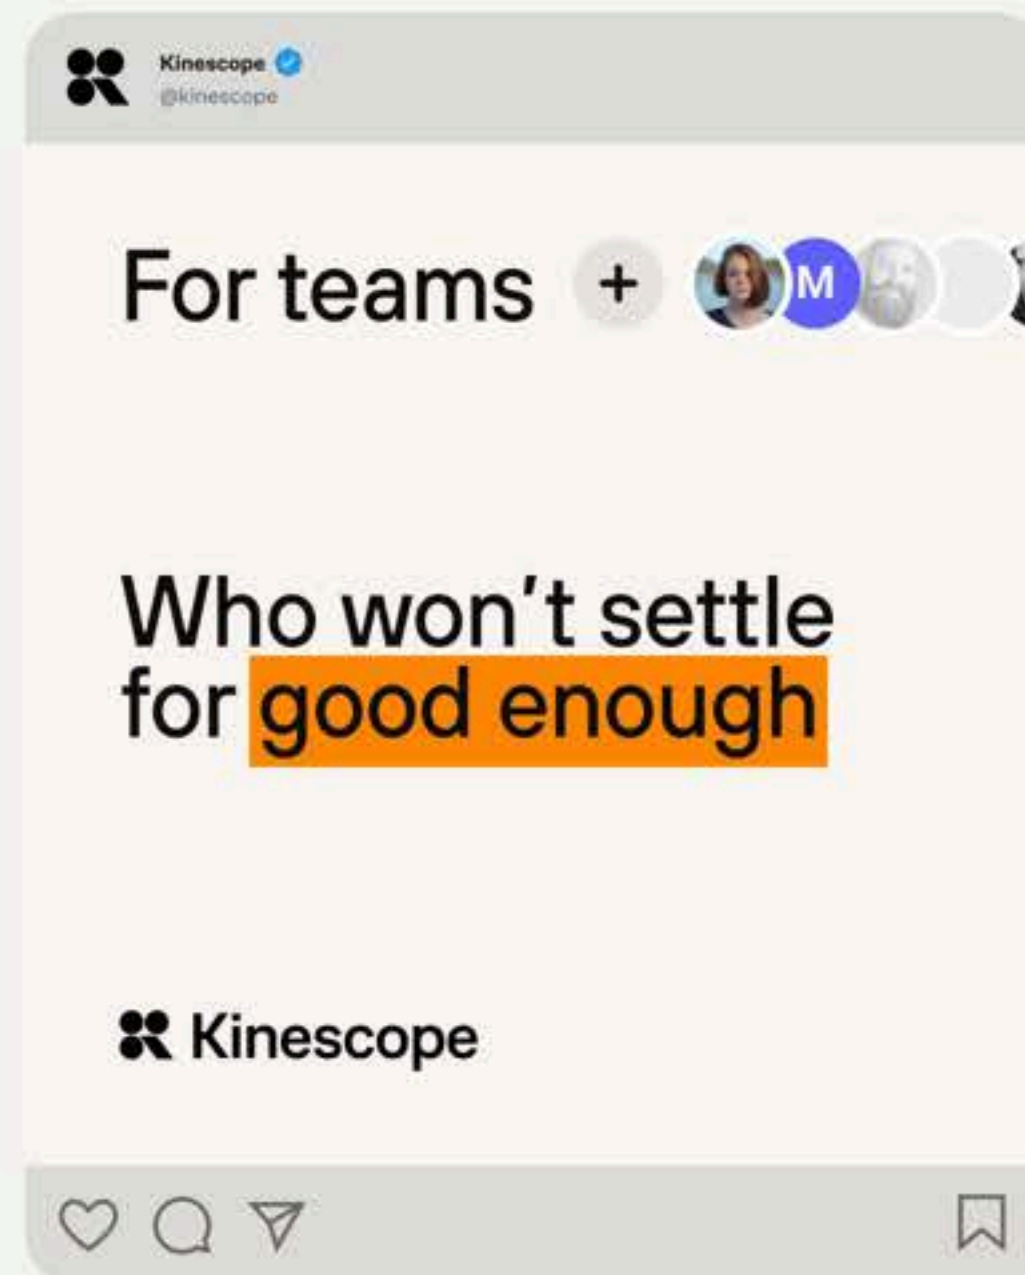 Kinescope
@kinescope
For teams + M
Who won't settle
for good enough
Kinescope